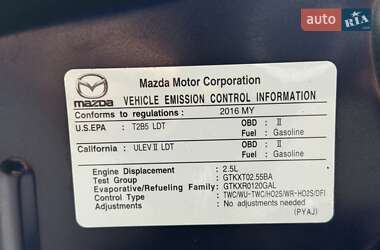 auto RIA.com
mazda
Mazda Motor Corporation
VEHICLE EMISSION CONTROL INFORMATION
Conforms to regulations: 2016 MY
U.S.EPA : T2B5 LDT OBD : II
Fuel : Gasoline
California : ULEV II LDT OBD : II
Fuel : Gasoline
Engine Displacement : 2.5L
Test Group : GTKXT02.55BA
Evaporative/Refueling Family: GTKXR0120GAL
Control Type : TWC/WU-TWC/HO2S/WR-HO2S/DFI
Adjustments : No adjustments needed
(PYAJ)